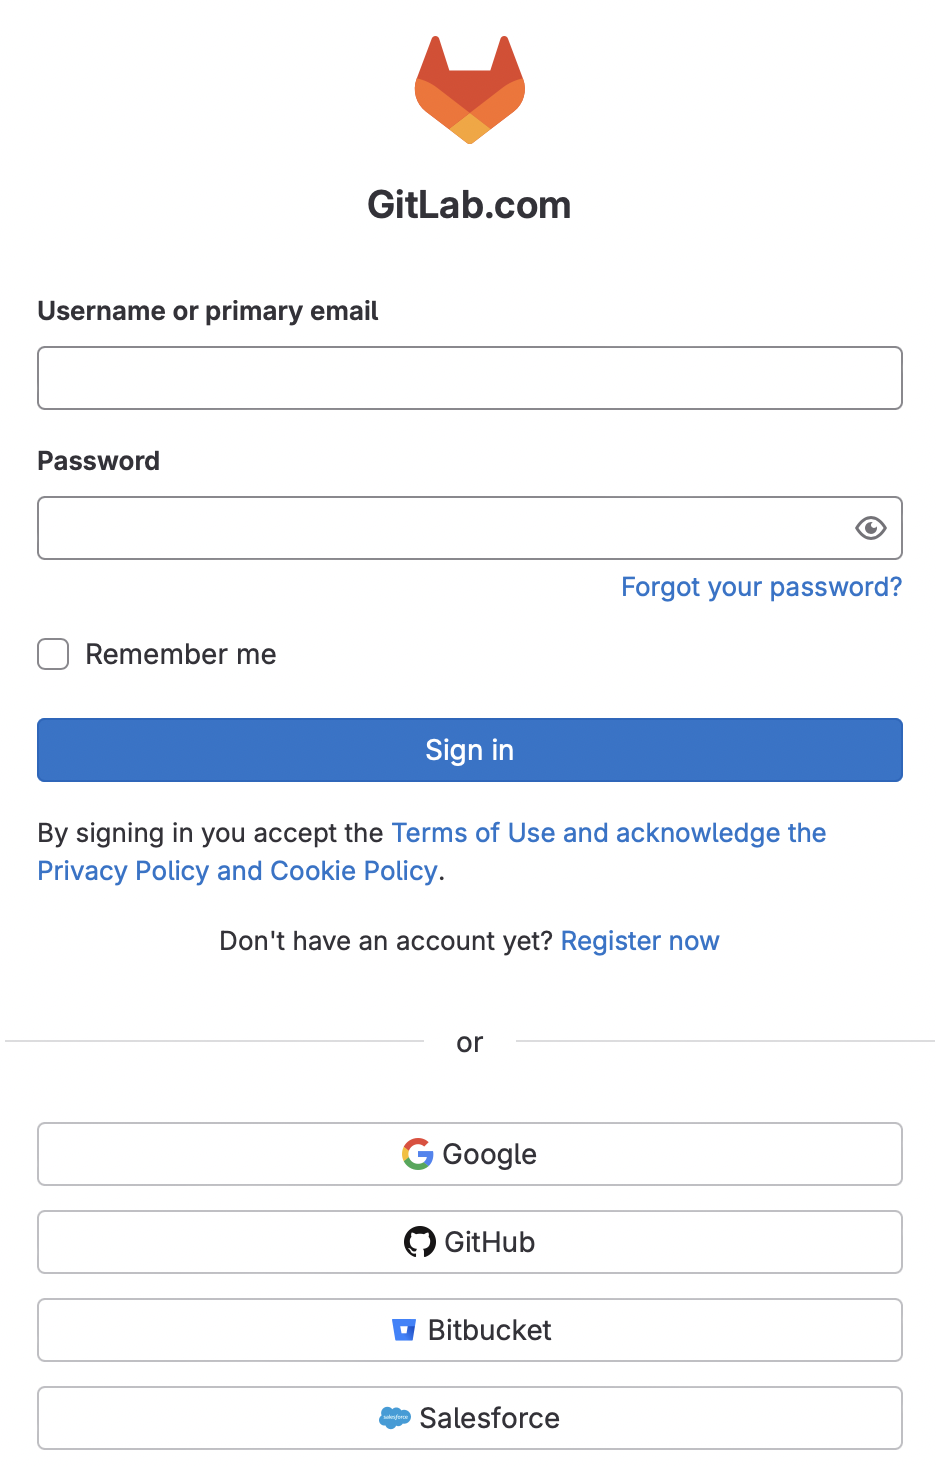 GitLab.com
Username or primary email
Password
Forgot your password?
Remember me
Sign in
By signing in you accept the Terms of Use and acknowledge the
Privacy Policy and Cookie Policy.
Don't have an account yet? Register now
or
Google
GitHub
Bitbucket
salesforce Salesforce